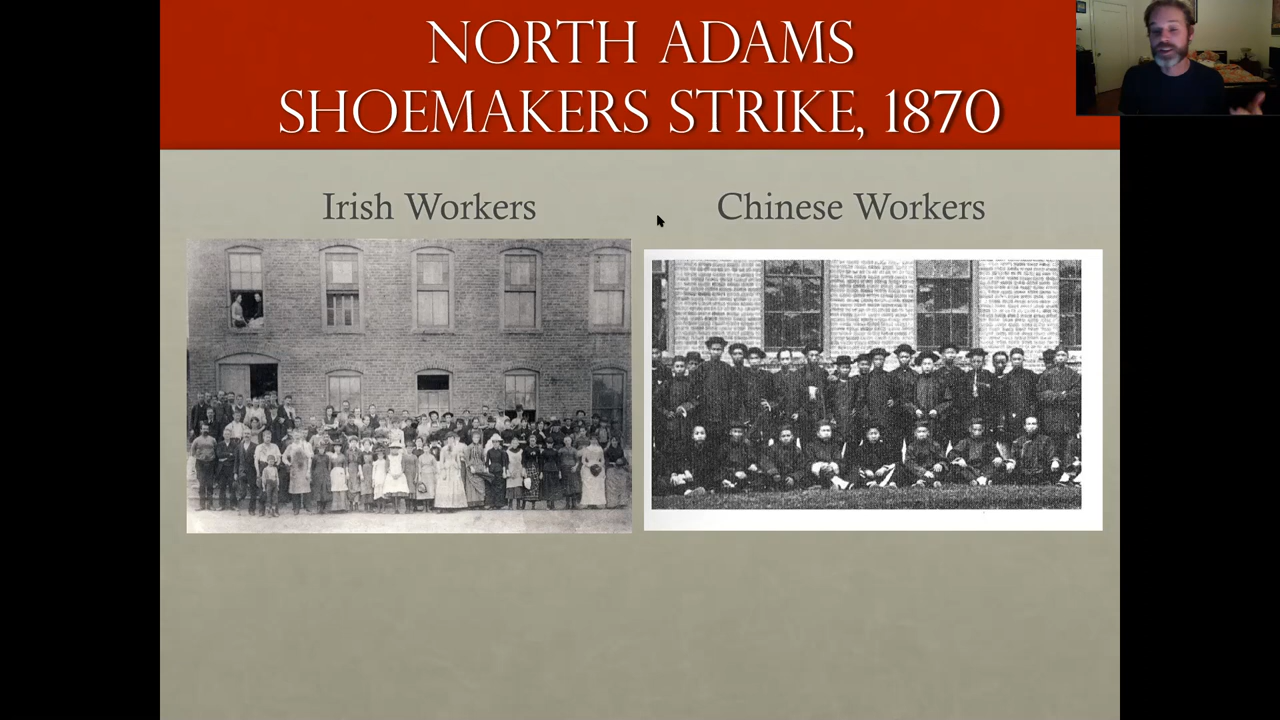 NORTH ADAMS
SHOEMAKERS STRIKE, 1870
Irish Workers
Chinese Workers